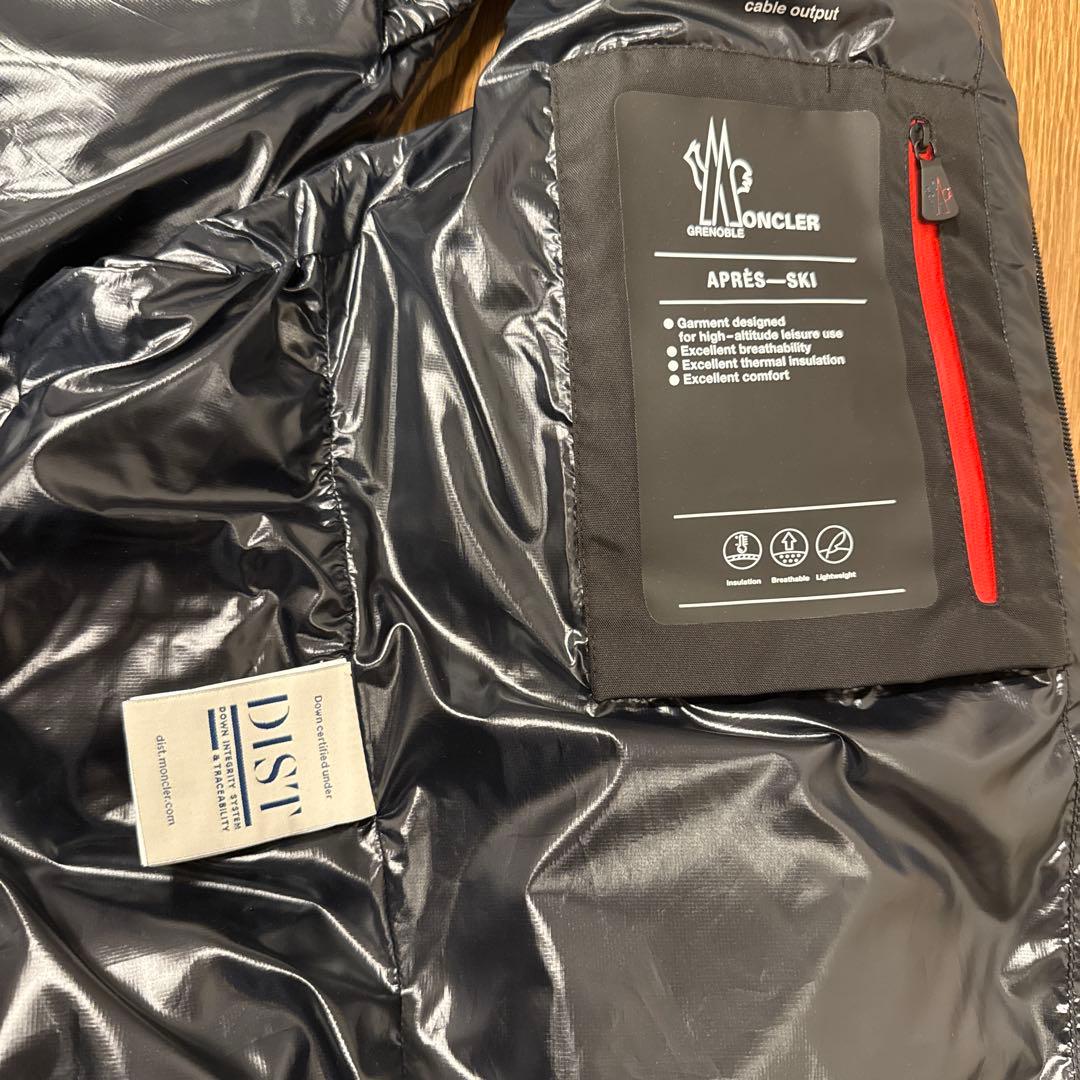 cable output
MONCLER
GRENOBLE
APRÈS—SKI
Garment designed
for high-altitude leisure use
Excellent breathability
Excellent thermal insulation
Excellent comfort
Insulation Breathable Lightweight
Down certified under
DIST
DOWN INTEGRITY SYSTEM
& TRACEABILITY
dist.moncler.com